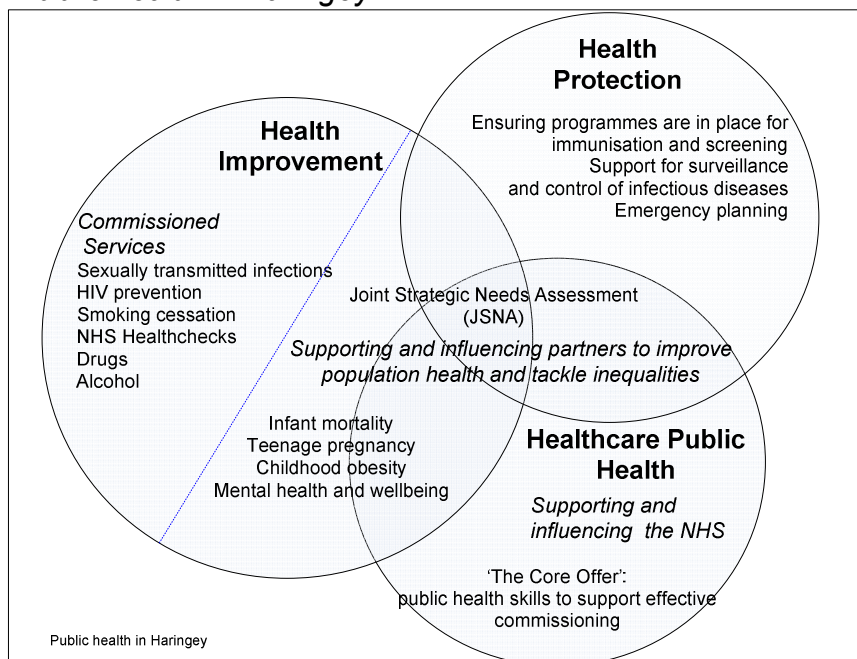 Health
Protection
Ensuring programmes are in place for
immunisation and screening
Support for surveillance
and control of infectious diseases
Emergency planning
Health
Improvement
Commissioned
Services
Sexually transmitted infections
HIV prevention
Smoking cessation
NHS Healthchecks
Drugs
Alcohol
Joint Strategic Needs Assessment
(JSNA)
Supporting and influencing partners to improve
population health and tackle inequalities
Infant mortality
Teenage pregnancy
Childhood obesity
Mental health and wellbeing
Healthcare Public
Health
Supporting and
influencing the NHS
'The Core Offer':
public health skills to support effective
commissioning
Public health in Haringey